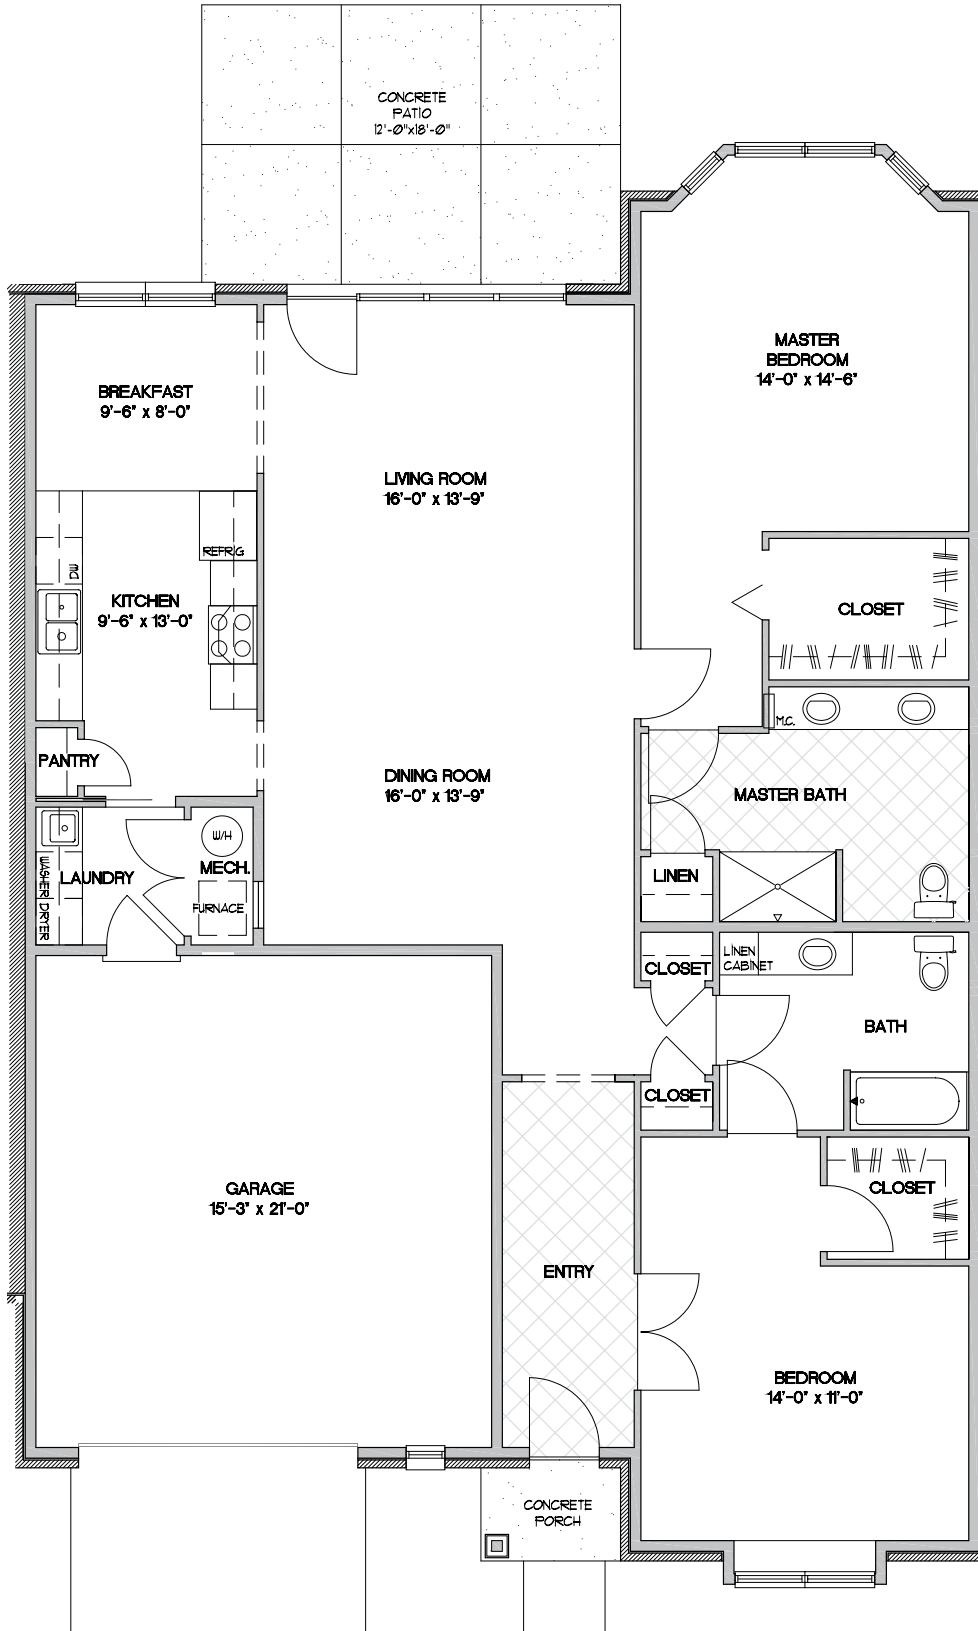 CONCRETE
PATIO
12'-0"x18'-0"
MASTER
BEDROOM
14'-0" x 14'-6"
BREAKFAST
9'-6" x 8'-0"
LIVING ROOM
16'-0" x 13'-9"
REFRIG
DW
KITCHEN
9'-6" x 13'-0"
CLOSET
M.C.
PANTRY
DINING ROOM
16'-0" x 13'-9"
MASTER BATH
W/H
MECH.
LAUNDRY
WASHER
DRYER
FURNACE
LINEN
CLOSET
LINEN
CABINET
BATH
CLOSET
GARAGE
15'-3" x 21'-0"
CLOSET
ENTRY
BEDROOM
14'-0" x 11'-0"
CONCRETE
PORCH